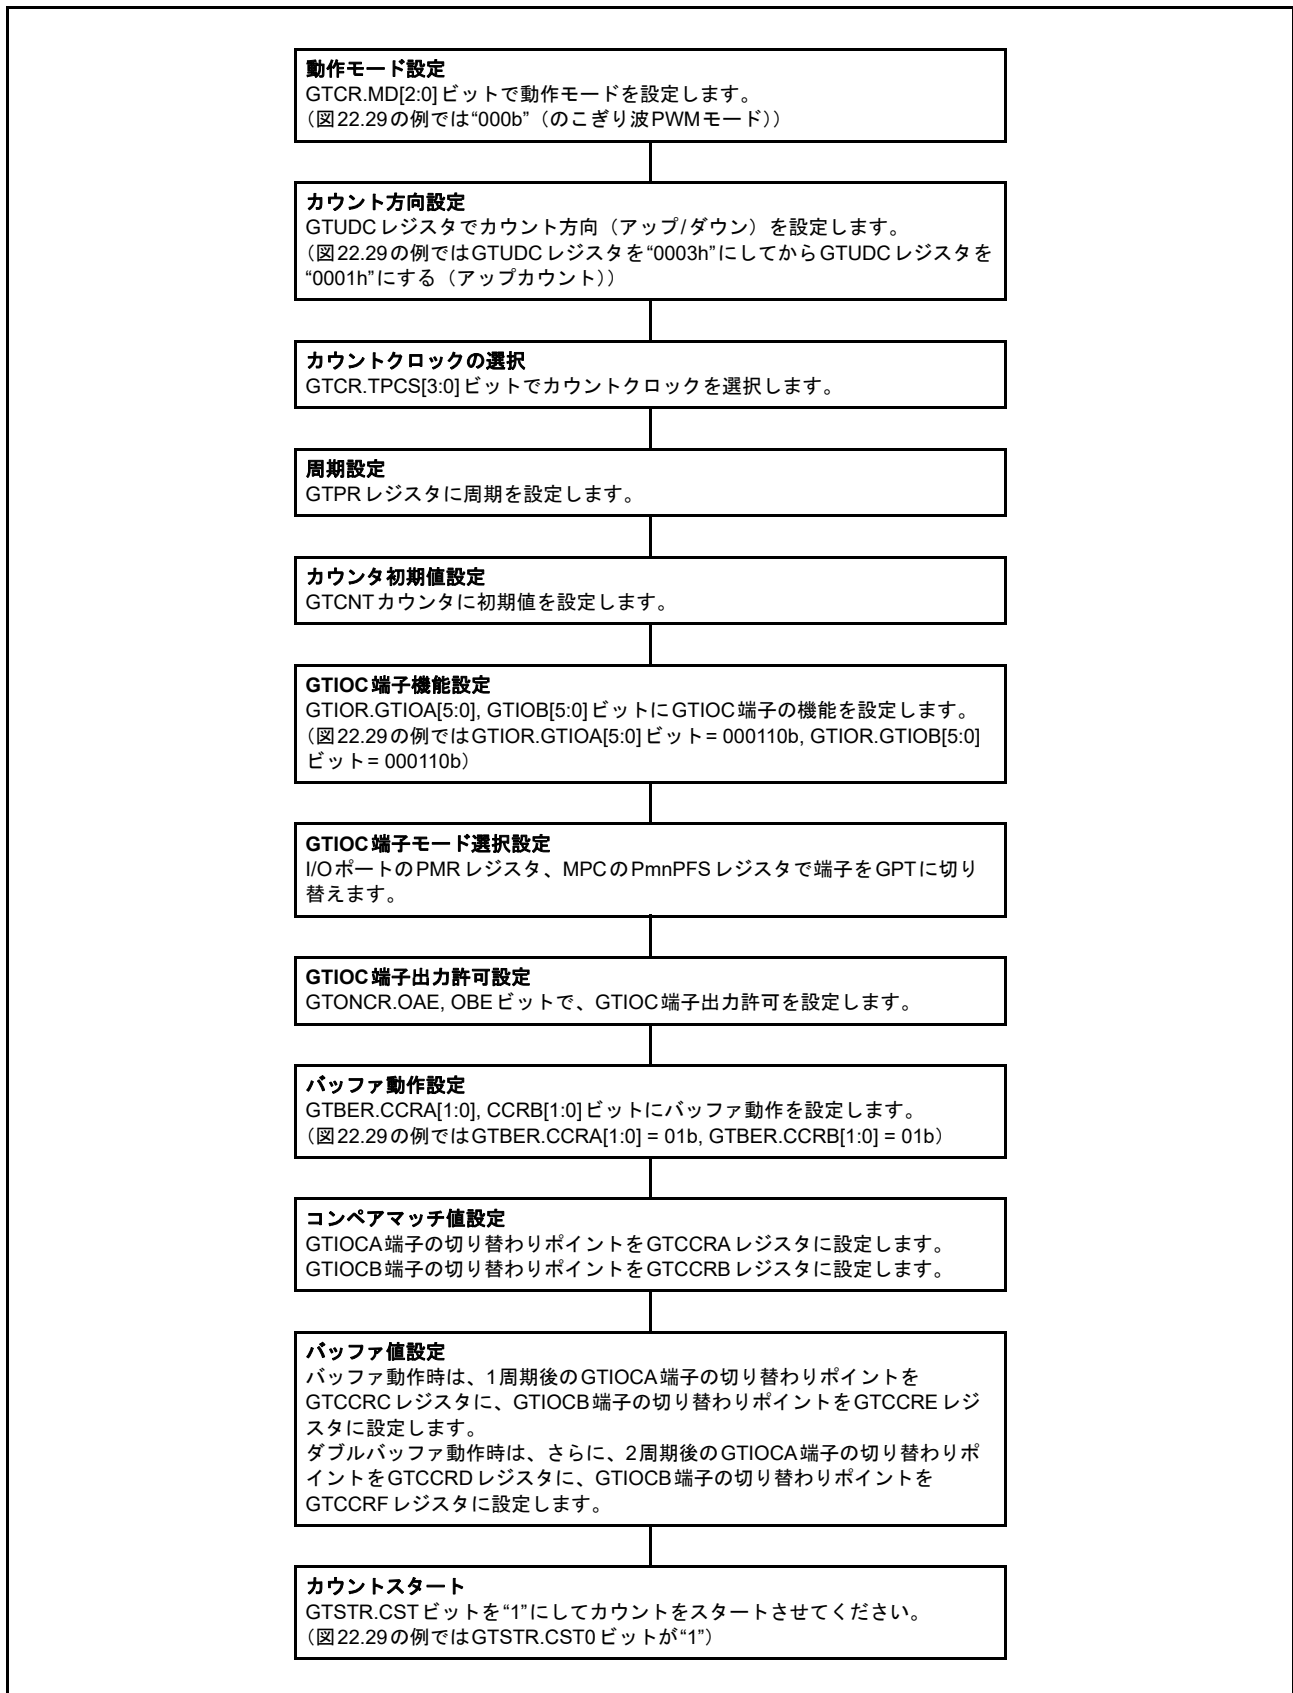 動作モード設定
GTCR.MD[2:0]ビットで動作モードを設定します。
（図22.29の例では“000b”（のこぎり波PWMモード））
カウント方向設定
GTUDCレジスタでカウント方向（アップ/ダウン）を設定します。
（図22.29の例ではGTUDCレジスタを“0003h”にしてからGTUDCレジスタを
“0001h”にする（アップカウント））
カウントクロックの選択
GTCR.TPCS[3:0]ビットでカウントクロックを選択します。
周期設定
GTPRレジスタに周期を設定します。
カウンタ初期値設定
GTCNTカウンタに初期値を設定します。
GTIOC端子機能設定
GTIOR.GTIOA[5:0], GTIOB[5:0]ビットにGTIOC端子の機能を設定します。
（図22.29の例ではGTIOR.GTIOA[5:0]ビット= 000110b, GTIOR.GTIOB[5:0]
ビット= 000110b）
GTIOC端子モード選択設定
I/OポートのPMRレジスタ、MPCのPmnPFSレジスタで端子をGPTに切り
替えます。
GTIOC端子出力許可設定
GTONCR.OAE, OBEビットで、GTIOC端子出力許可を設定します。
バッファ動作設定
GTBER.CCRA[1:0], CCRB[1:0]ビットにバッファ動作を設定します。
（図22.29の例ではGTBER.CCRA[1:0] = 01b, GTBER.CCRB[1:0] = 01b）
コンペアマッチ値設定
GTIOCA端子の切り替わりポイントをGTCCRAレジスタに設定します。
GTIOCB端子の切り替わりポイントをGTCCRBレジスタに設定します。
バッファ値設定
バッファ動作時は、1周期後のGTIOCA端子の切り替わりポイントを
GTCCRCレジスタに、GTIOCB端子の切り替わりポイントをGTCCREレジ
スタに設定します。
ダブルバッファ動作時は、さらに、2周期後のGTIOCA端子の切り替わりポ
イントをGTCCRDレジスタに、GTIOCB端子の切り替わりポイントを
GTCCRFレジスタに設定します。
カウントスタート
GTSTR.CSTビットを“1”にしてカウントをスタートさせてください。
（図22.29の例ではGTSTR.CST0ビットが“1”）